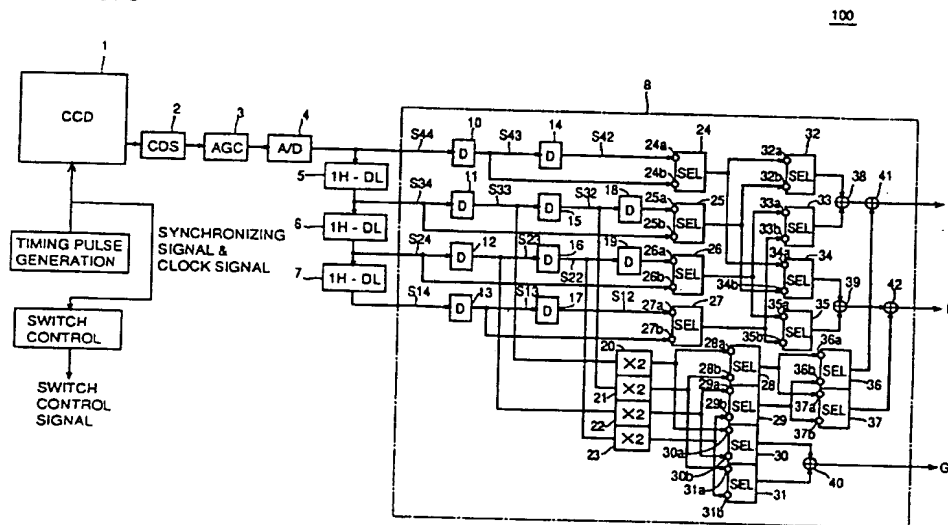 100
1
CCD
2
CDS
3
AGC
4
A/D
8
5
1H - DL
6
1H - DL
7
1H - DL
TIMING PULSE
GENERATION
SYNCHRONIZING
SIGNAL &
CLOCK SIGNAL
SWITCH
CONTROL
SWITCH
CONTROL
SIGNAL
S44
10
D
S43
14
D
S42
24
24a
24b
SEL
32
32a
32b
SEL
38
41
S34
11
D
S33
15
D
S32
18
D
25a
25b
SEL
25
33
33a
33b
SEL
S24
12
D
S23
16
D
S22
19
D
26a
26b
SEL
26
34
34a
34b
SEL
39
42
S14
13
D
S13
17
D
S12
27
27a
27b
SEL
35
35a
35b
SEL
20
×2
21
×2
22
×2
23
×2
28a
28b
SEL
28
29a
29b
SEL
29
30a
30b
SEL
30
31a
31b
SEL
31
36a
36b
SEL
36
37a
37b
SEL
37
40
G